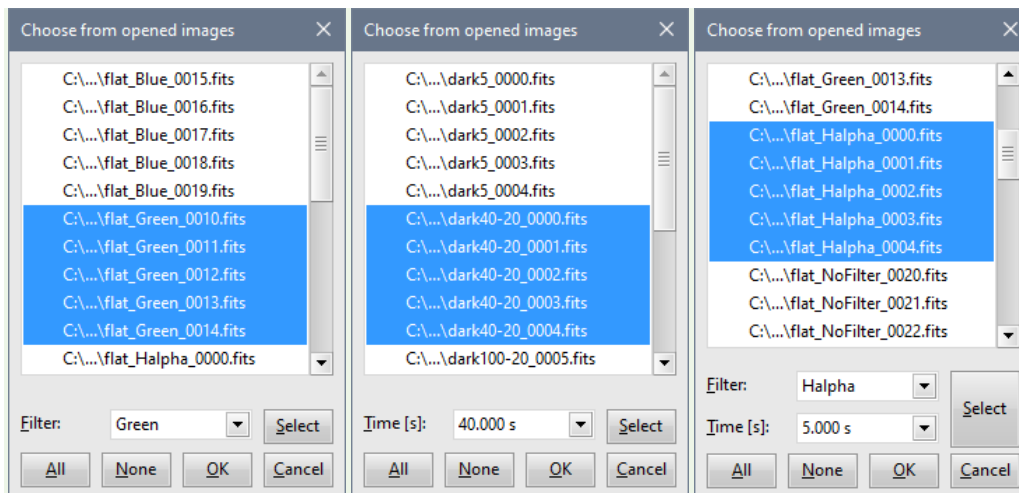 Choose from opened images
C:\...\flat_Blue_0015.fits
C:\...\flat_Blue_0016.fits
C:\...\flat_Blue_0017.fits
C:\...\flat_Blue_0018.fits
C:\...\flat_Blue_0019.fits
C:\...\flat_Green_0010.fits
C:\...\flat_Green_0011.fits
C:\...\flat_Green_0012.fits
C:\...\flat_Green_0013.fits
C:\...\flat_Green_0014.fits
C:\...\flat_Halpha_0000.fits
Filter: Green Select
All None OK Cancel
Choose from opened images
C:\...\dark5_0000.fits
C:\...\dark5_0001.fits
C:\...\dark5_0002.fits
C:\...\dark5_0003.fits
C:\...\dark5_0004.fits
C:\...\dark40-20_0000.fits
C:\...\dark40-20_0001.fits
C:\...\dark40-20_0002.fits
C:\...\dark40-20_0003.fits
C:\...\dark40-20_0004.fits
C:\...\dark100-20_0005.fits
Time [s]: 40.000 s Select
All None OK Cancel
Choose from opened images
C:\...\flat_Green_0013.fits
C:\...\flat_Green_0014.fits
C:\...\flat_Halpha_0000.fits
C:\...\flat_Halpha_0001.fits
C:\...\flat_Halpha_0002.fits
C:\...\flat_Halpha_0003.fits
C:\...\flat_Halpha_0004.fits
C:\...\flat_NoFilter_0020.fits
C:\...\flat_NoFilter_0021.fits
C:\...\flat_NoFilter_0022.fits
Filter: Halpha
Select
Time [s]: 5.000 s
All None OK Cancel